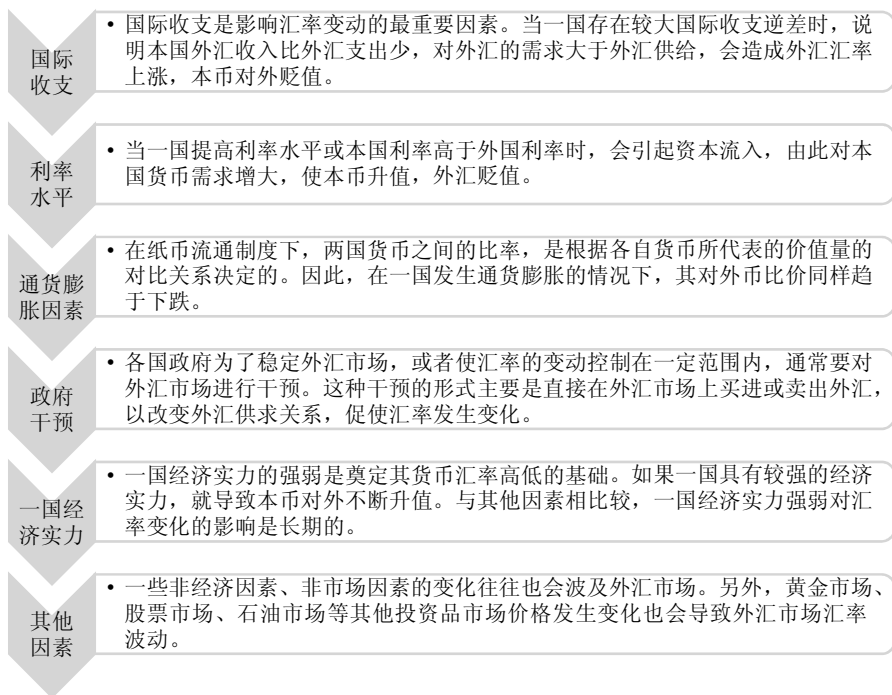 国际
收支
• 国际收支是影响汇率变动的最重要因素。当一国存在较大国际收支逆差时，说
明本国外汇收入比外汇支出少，对外汇的需求大于外汇供给，会造成外汇汇率
上涨，本币对外贬值。
利率
水平
• 当一国提高利率水平或本国利率高于外国利率时，会引起资本流入，由此对本
国货币需求增大，使本币升值，外汇贬值。
通货膨
胀因素
• 在纸币流通制度下，两国货币之间的比率，是根据各自货币所代表的价值量的
对比关系决定的。因此，在一国发生通货膨胀的情况下，其对外币比价同样趋
于下跌。
政府
干预
• 各国政府为了稳定外汇市场，或者使汇率的变动控制在一定范围内，通常要对
外汇市场进行干预。这种干预的形式主要是直接在外汇市场上买进或卖出外汇，
以改变外汇供求关系，促使汇率发生变化。
一国经
济实力
• 一国经济实力的强弱是奠定其货币汇率高低的基础。如果一国具有较强的经济
实力，就导致本币对外不断升值。与其他因素相比较，一国经济实力强弱对汇
率变化的影响是长期的。
其他
因素
• 一些非经济因素、非市场因素的变化往往也会波及外汇市场。另外，黄金市场、
股票市场、石油市场等其他投资品市场价格发生变化也会导致外汇市场汇率
波动。